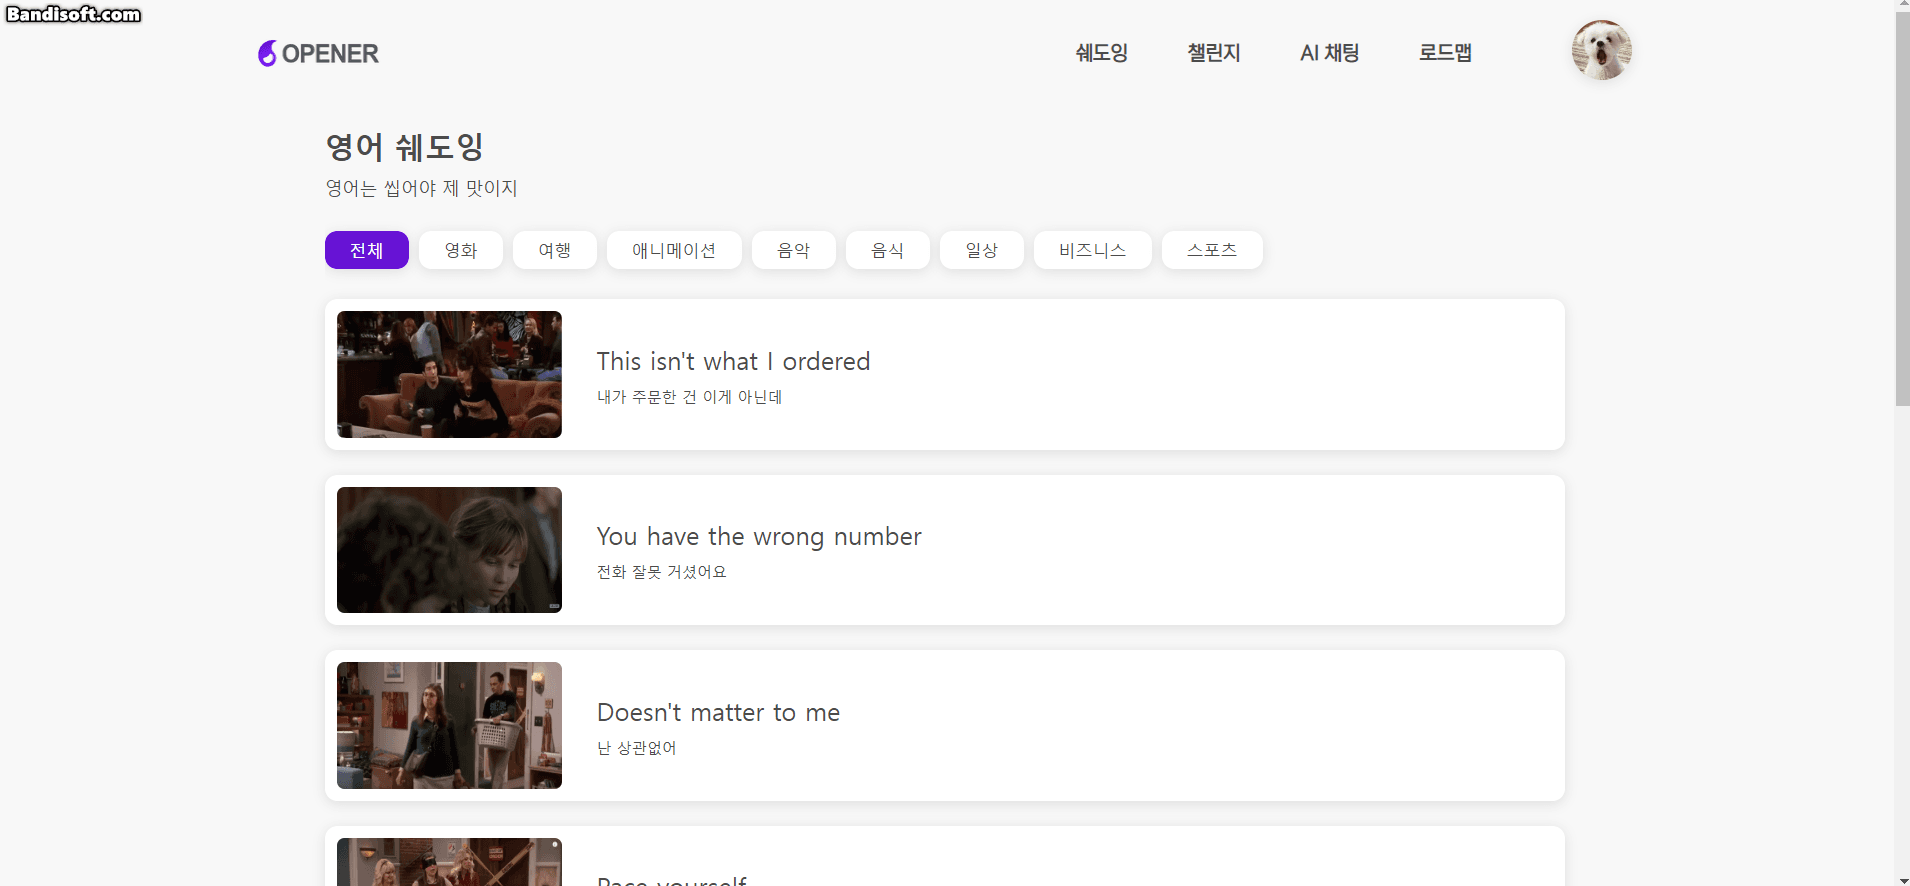 Bandisoft.com
OPENER
쉐도잉 챌린지 AI 채팅 로드맵
영어 쉐도잉
영어는 씹어야 제 맛이지
전체 영화 여행 애니메이션 음악 음식 일상 비즈니스 스포츠
This isn't what I ordered
내가 주문한 건 이게 아닌데
You have the wrong number
전화 잘못 거셨어요
Doesn't matter to me
난 상관없어
Pace yourself